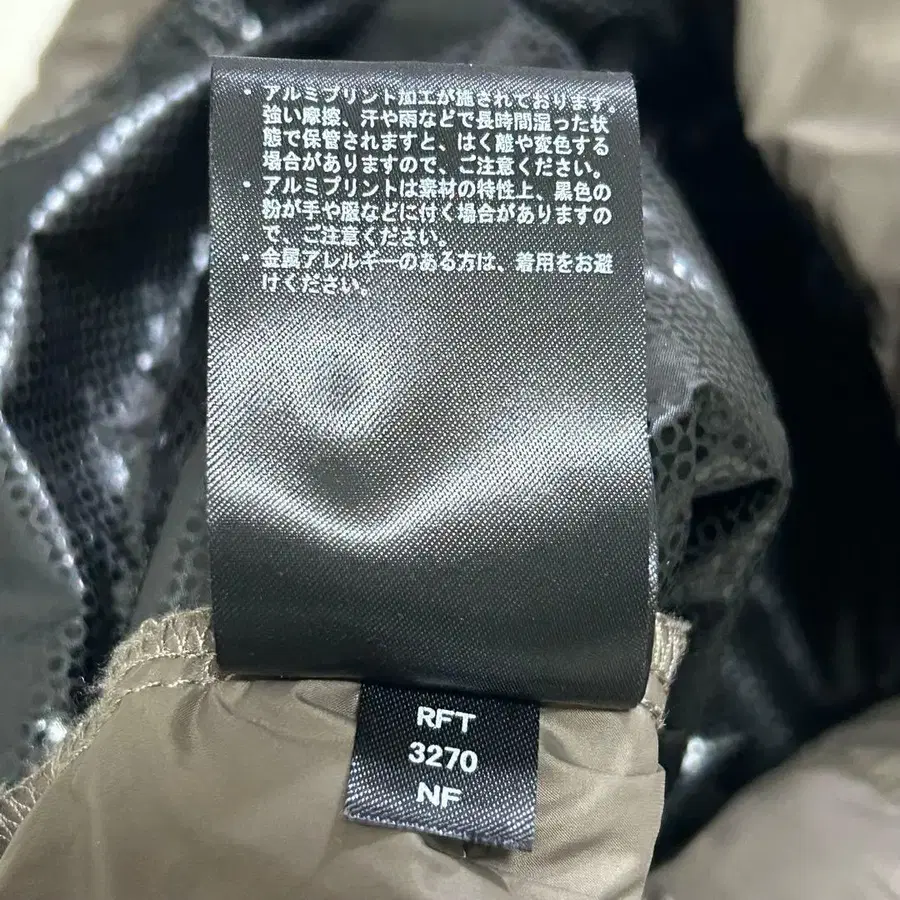 ・アルミプリント加工が施されております。
強い摩擦、汗や雨などで長時間湿った状
態で保管されますと、はく離や変色する
場合がありますので、ご注意ください。
・アルミプリントは素材の特性上、黒色の
粉が手や服などに付く場合がありますの
で、ご注意ください。
・金属アレルギーのある方は、着用をお避
けください。
RFT
3270
NF